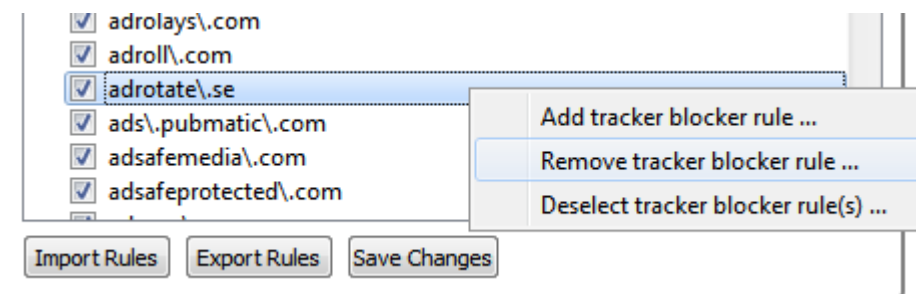 adrolays\.com
adroll\.com
adrotate\.se
ads\.pubmatic\.com
adsafemedia\.com
adsafeprotected\.com
Add tracker blocker rule ...
Remove tracker blocker rule ...
Deselect tracker blocker rule(s) ...
Import Rules
Export Rules
Save Changes